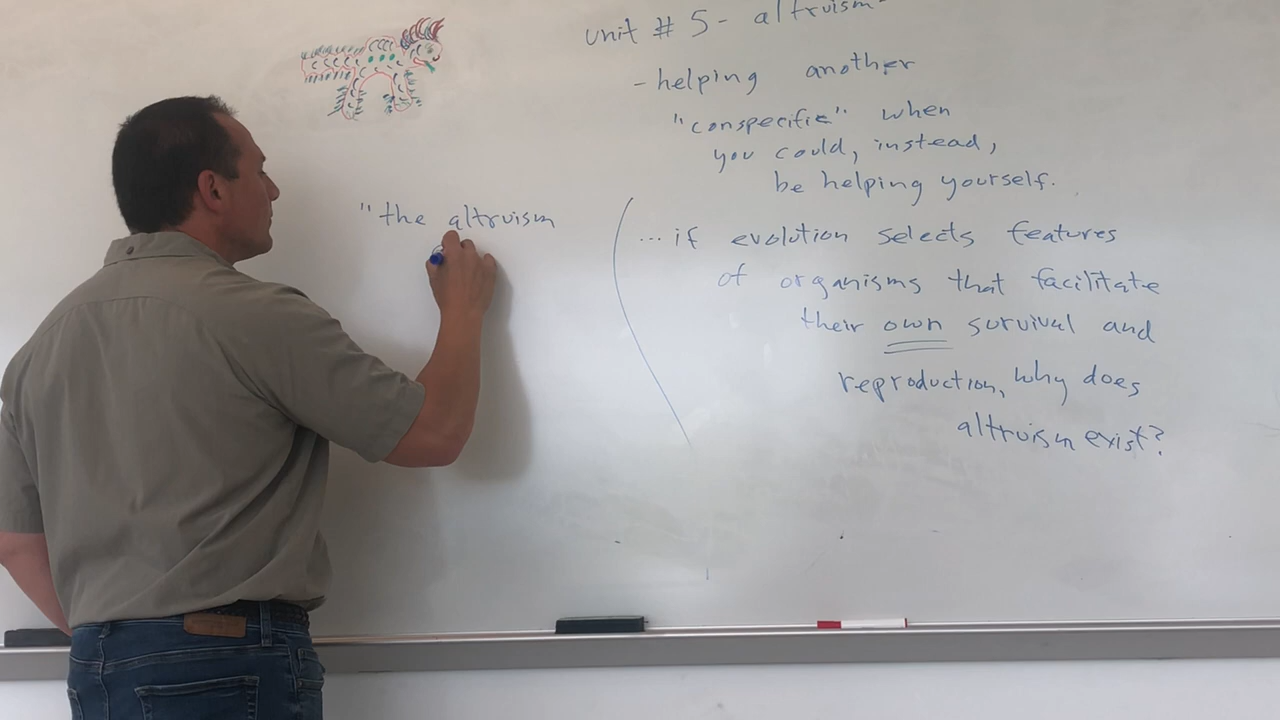 unit # 5 - altruism -
- helping another
"conspecific" when
you could, instead,
be helping yourself.
"the altruism
... if evolution selects features
of organisms that facilitate
their own survival and
reproduction, why does
altruism exist?